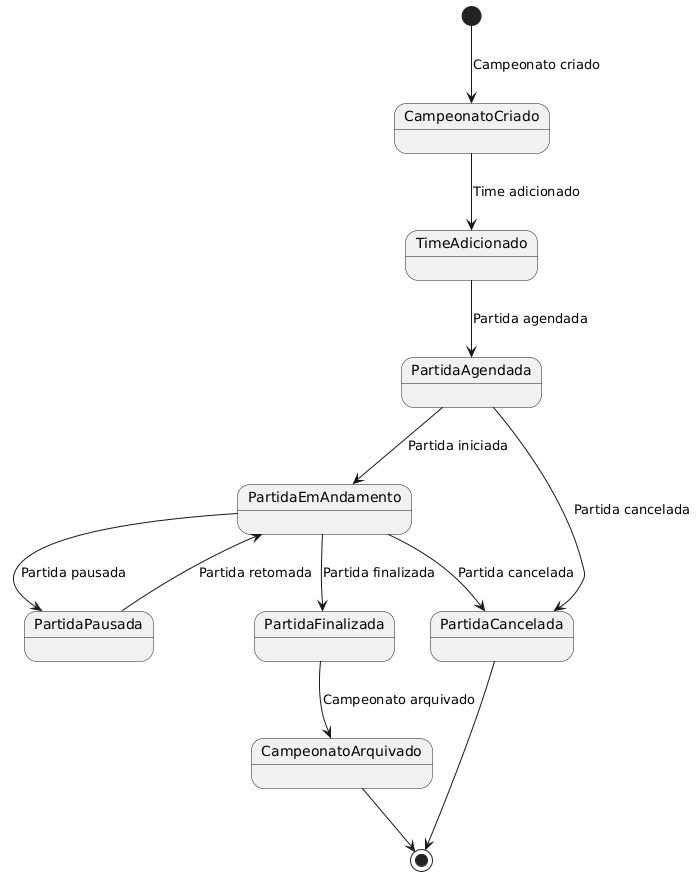 Campeonato criado
CampeonatoCriado
Time adicionado
TimeAdicionado
Partida agendada
PartidaAgendada
Partida iniciada
PartidaEmAndamento
Partida cancelada
Partida pausada
Partida retomada
Partida finalizada
Partida cancelada
PartidaPausada
PartidaFinalizada
PartidaCancelada
Campeonato arquivado
CampeonatoArquivado